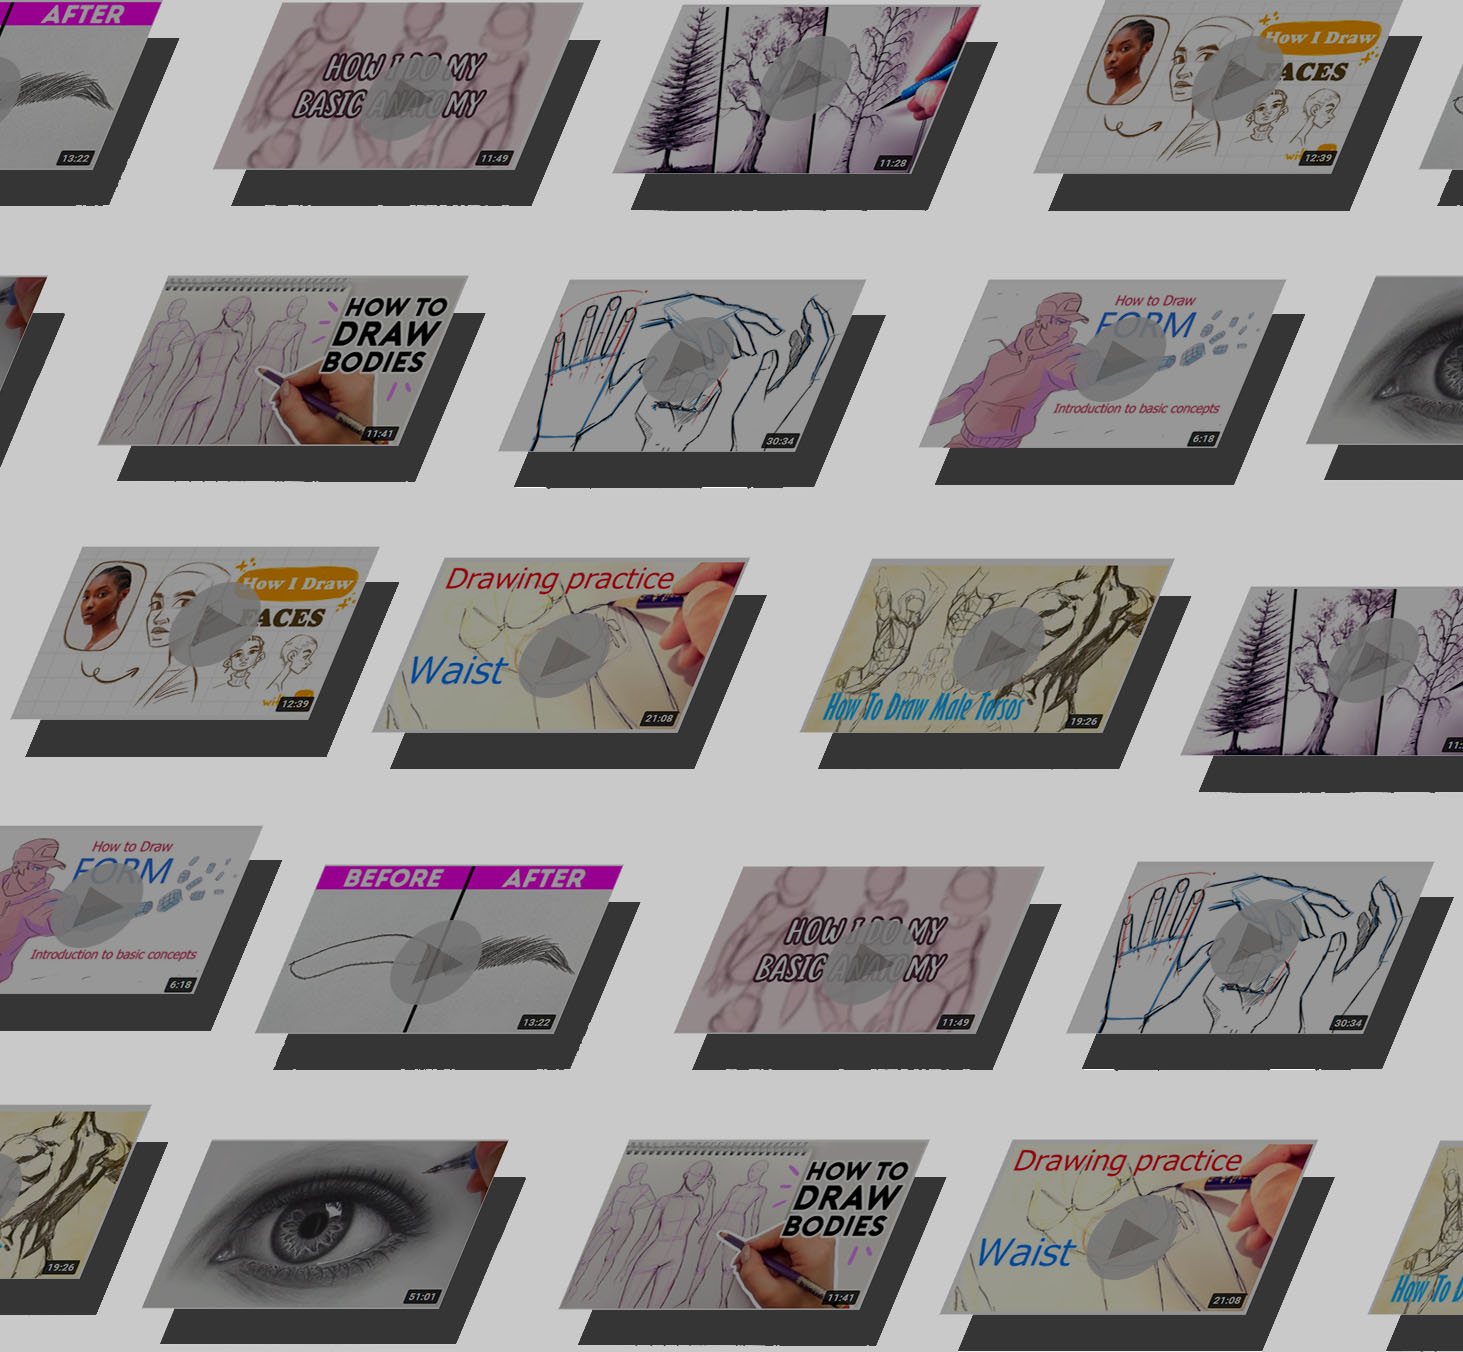 AFTER
13:22
HOW I DO MY
BASIC ANATOMY
11:49
11:28
How I Draw
FACES
12:39
HOW TO
DRAW
BODIES
11:41
30:34
How to Draw
FORM
Introduction to basic concepts
6:18
How I Draw
FACES
12:39
Drawing practice
Waist
21:08
How To Draw Male Torsos
19:26
11:
How to Draw
FORM
Introduction to basic concepts
6:18
BEFORE AFTER
13:22
HOW I DO MY
BASIC ANATOMY
11:49
30:34
19:26
51:01
HOW TO
DRAW
BODIES
11:41
Drawing practice
Waist
21:08
How To D